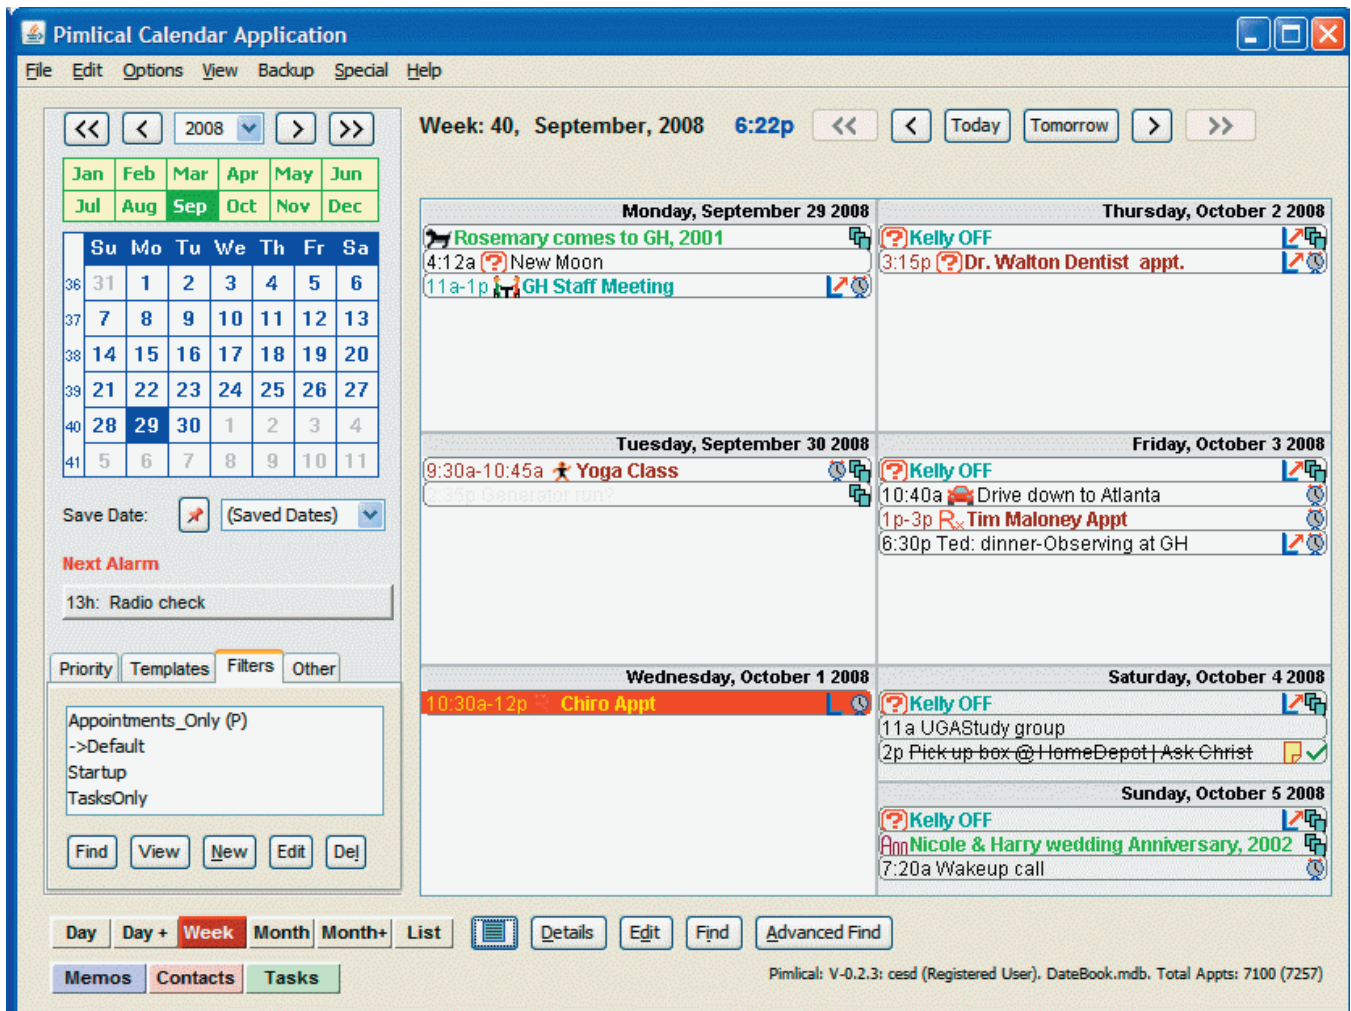 Pimlical Calendar Application
File Edit Options View Backup Special Help
<< < 2008 > >>
Week: 40, September, 2008 6:22p << < Today Tomorrow > >>
Jan Feb Mar Apr May Jun
Jul Aug Sep Oct Nov Dec
Su Mo Tu We Th Fr Sa
36 31 1 2 3 4 5 6
37 7 8 9 10 11 12 13
38 14 15 16 17 18 19 20
39 21 22 23 24 25 26 27
40 28 29 30 1 2 3 4
41 5 6 7 8 9 10 11
Save Date: (Saved Dates)
Next Alarm
13h: Radio check
Priority Templates Filters Other
Appointments_Only (P)
->Default
Startup
TasksOnly
Find View New Edit Del
Monday, September 29 2008
Rosemary comes to GH, 2001
4:12a ? New Moon
11a-1p GH Staff Meeting
Tuesday, September 30 2008
9:30a-10:45a Yoga Class
2:35p Generator run?
Wednesday, October 1 2008
10:30a-12p Chiro Appt
Thursday, October 2 2008
? Kelly OFF
3:15p ? Dr. Walton Dentist appt.
Friday, October 3 2008
? Kelly OFF
10:40a Drive down to Atlanta
1p-3p Rx Tim Maloney Appt
6:30p Ted: dinner-Observing at GH
Saturday, October 4 2008
? Kelly OFF
11a UGAStudy group
2p Pick up box @ HomeDepot | Ask Christ
Sunday, October 5 2008
? Kelly OFF
Ann Nicole & Harry wedding Anniversary, 2002
7:20a Wakeup call
Day Day + Week Month Month+ List Details Edit Find Advanced Find
Memos Contacts Tasks
Pimlical: V-0.2.3: cesd (Registered User). DateBook.mdb. Total Appts: 7100 (7257)